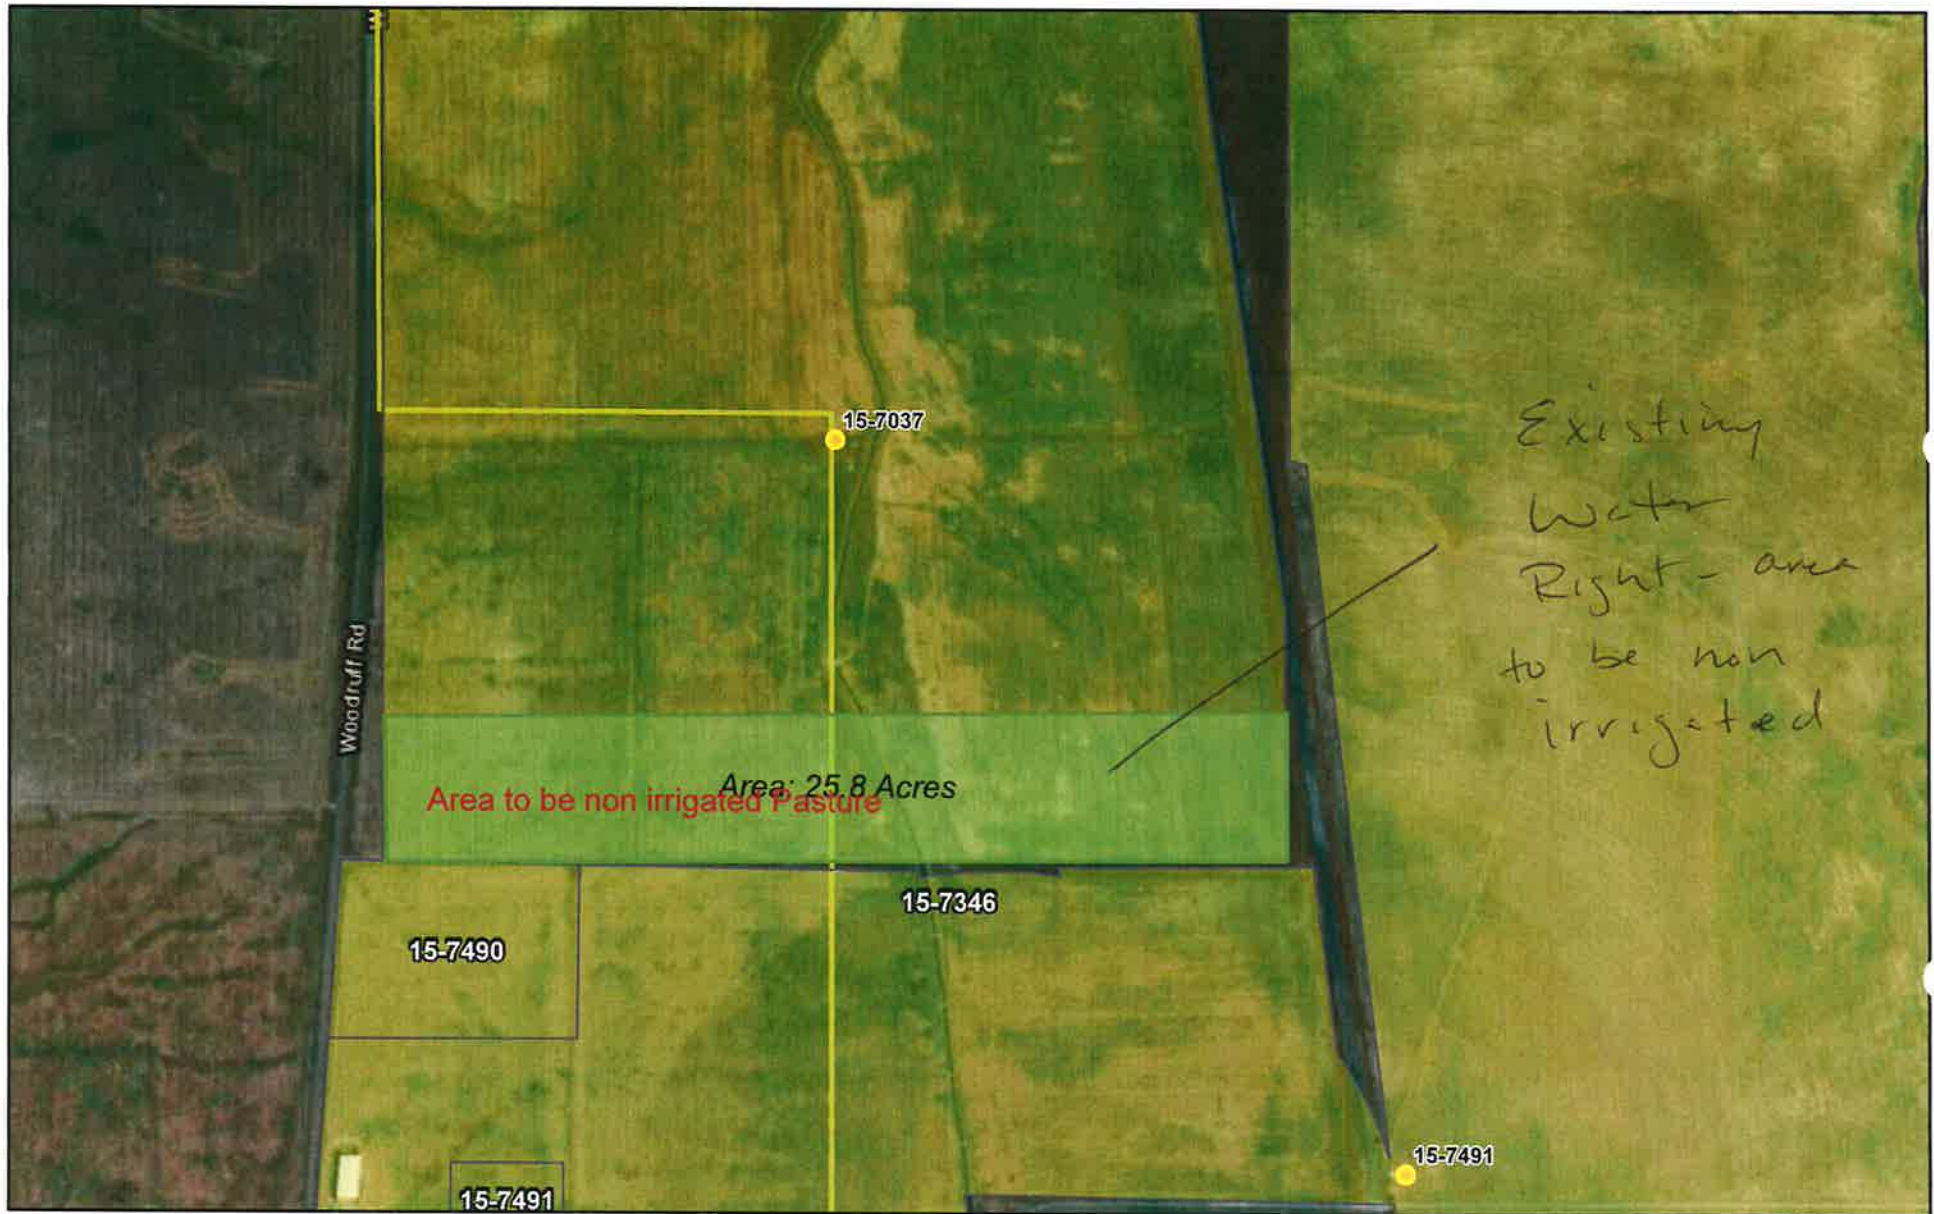 15-7037
Existing
Water
Right - area
to be non
irrigated
Woodruff Rd
Area: 25.8 Acres
Area to be non irrigated Pasture
15-7346
15-7490
15-7491
15-7491